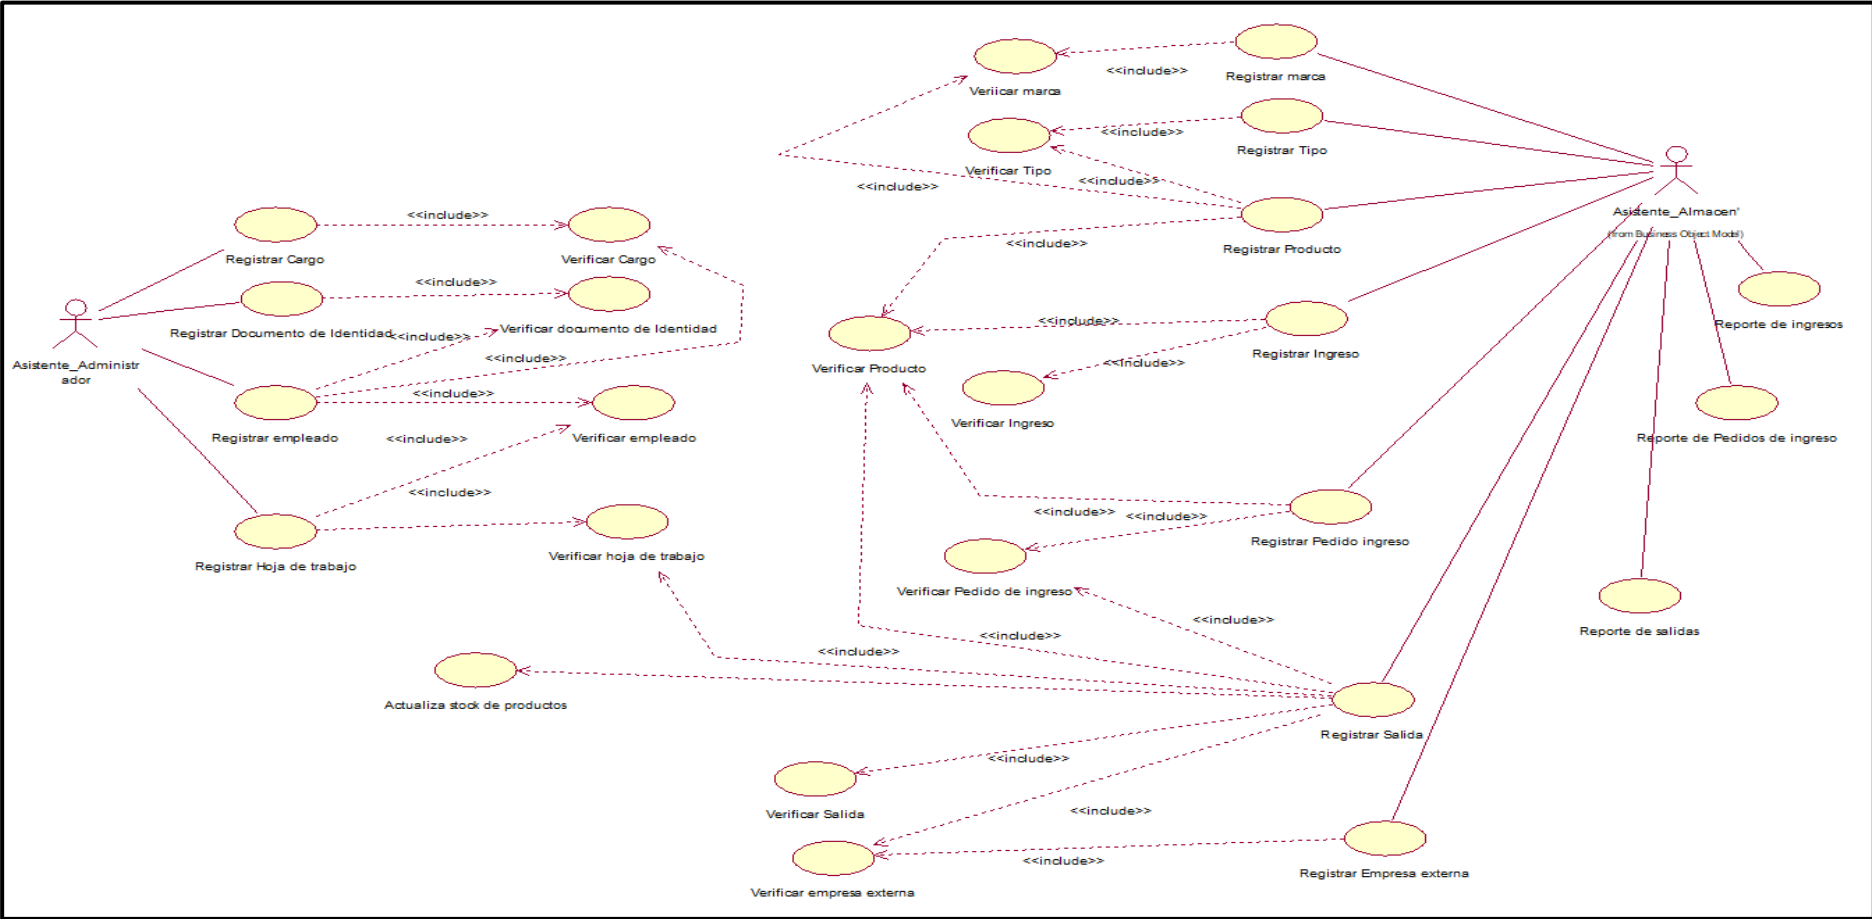 <<include>>
Registrar marca
Veriicar marca
<<include>>
Registrar Tipo
Verificar Tipo
<<include>>
<<include>>
Asistente_Almacen'
(from Business Object Model)
<<include>>
Registrar Cargo
Verificar Cargo
<<include>>
Registrar Producto
<<include>>
Registrar Documento de Identidad
<<include>>
Verificar documento de Identidad
<<include>>
Reporte de ingresos
Asistente_Administr
ador
<<include>>
Verificar Producto
Registrar Ingreso
<<include>>
<<include>>
Verificar Ingreso
Registrar empleado
<<include>>
Verificar empleado
Reporte de Pedidos de ingreso
<<include>>
<<include>>
<<include>>
Registrar Pedido ingreso
Registrar Hoja de trabajo
Verificar hoja de trabajo
Verificar Pedido de ingreso
<<include>>
<<include>>
Reporte de salidas
<<include>>
Actualiza stock de productos
Registrar Salida
<<include>>
Verificar Salida
<<include>>
<<include>>
Registrar Empresa externa
Verificar empresa externa